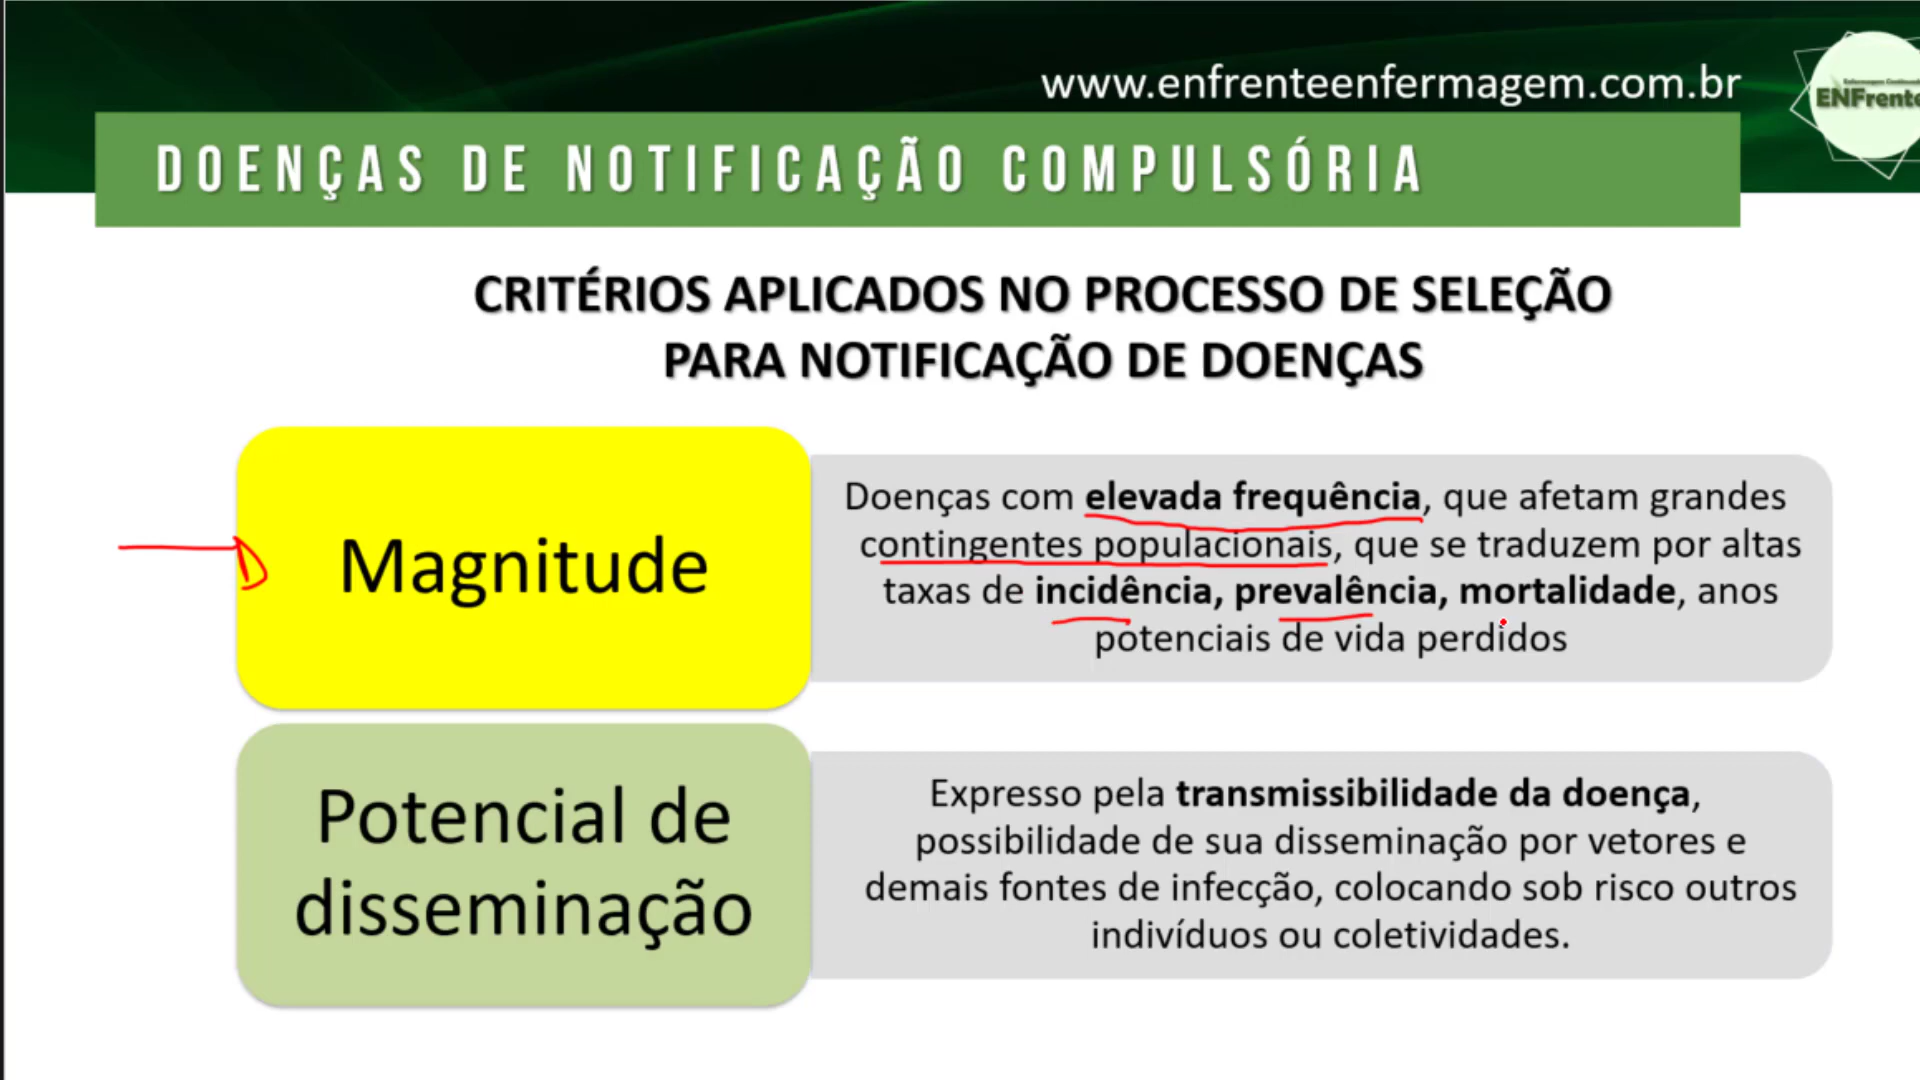 www.enfrenteenfermagem.com.br
ENFrente
DOENÇAS DE NOTIFICAÇÃO COMPULSÓRIA
CRITÉRIOS APLICADOS NO PROCESSO DE SELEÇÃO
PARA NOTIFICAÇÃO DE DOENÇAS
Magnitude
Doenças com elevada frequência, que afetam grandes
contingentes populacionais, que se traduzem por altas
taxas de incidência, prevalência, mortalidade, anos
potenciais de vida perdidos
Potencial de
disseminação
Expresso pela transmissibilidade da doença,
possibilidade de sua disseminação por vetores e
demais fontes de infecção, colocando sob risco outros
indivíduos ou coletividades.